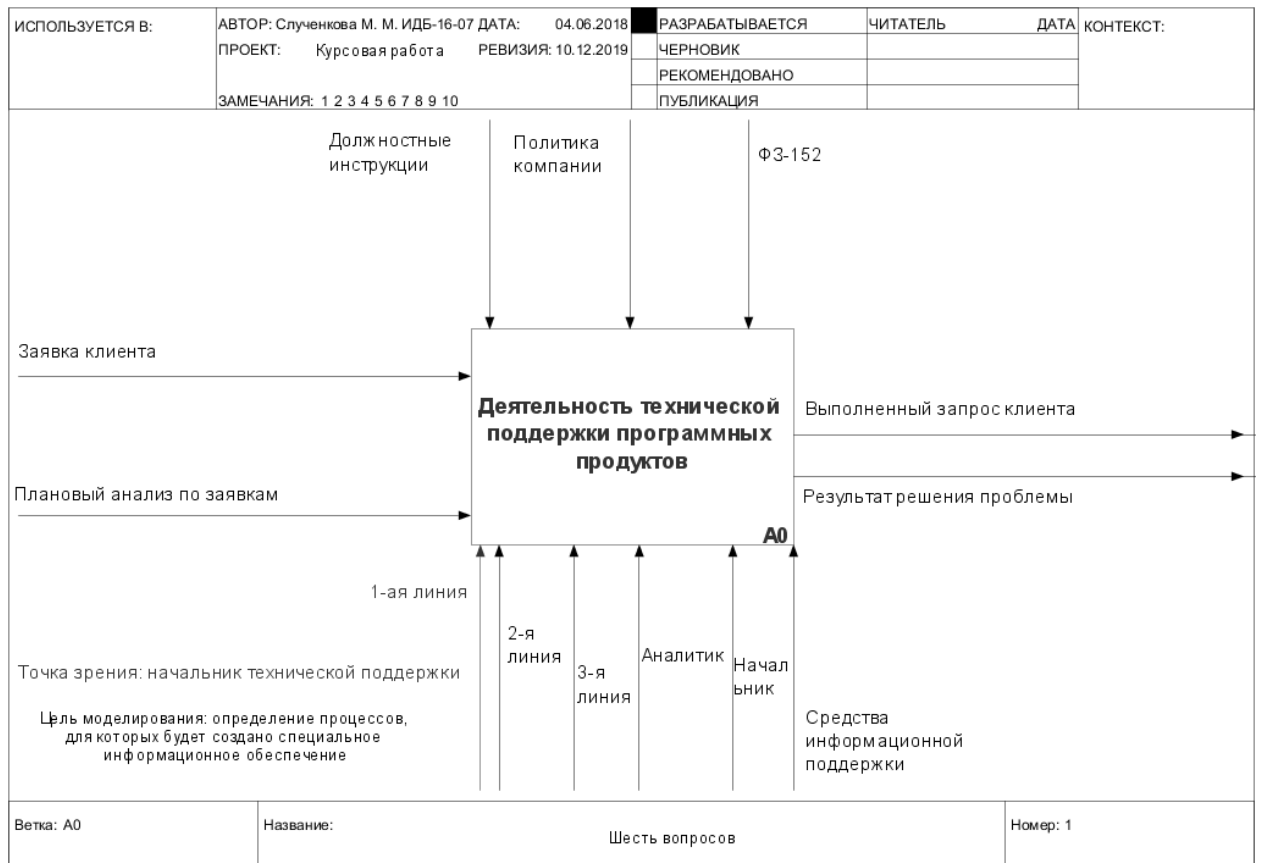 ИСПОЛЬЗУЕТСЯ В:
АВТОР: Слученкова М. М. ИДБ-16-07 ДАТА: 04.06.2018
ПРОЕКТ: Курсовая работа РЕВИЗИЯ: 10.12.2019
ЗАМЕЧАНИЯ: 1 2 3 4 5 6 7 8 9 10
РАЗРАБАТЫВАЕТСЯ
ЧЕРНОВИК
РЕКОМЕНДОВАНО
ПУБЛИКАЦИЯ
ЧИТАТЕЛЬ ДАТА
КОНТЕКСТ:
Должностные
инструкции
Политика
компании
ФЗ-152
Заявка клиента
Плановый анализ по заявкам
Деятельность технической
поддержки программных
продуктов
A0
Выполненный запрос клиента
Результат решения проблемы
1-ая линия
2-я
линия
3-я
линия
Аналитик
Начал
ьник
Средства
информационной
поддержки
Точка зрения: начальник технической поддержки
Цель моделирования: определение процессов,
для которых будет создано специальное
информационное обеспечение
Ветка: A0
Название:
Шесть вопросов
Номер: 1